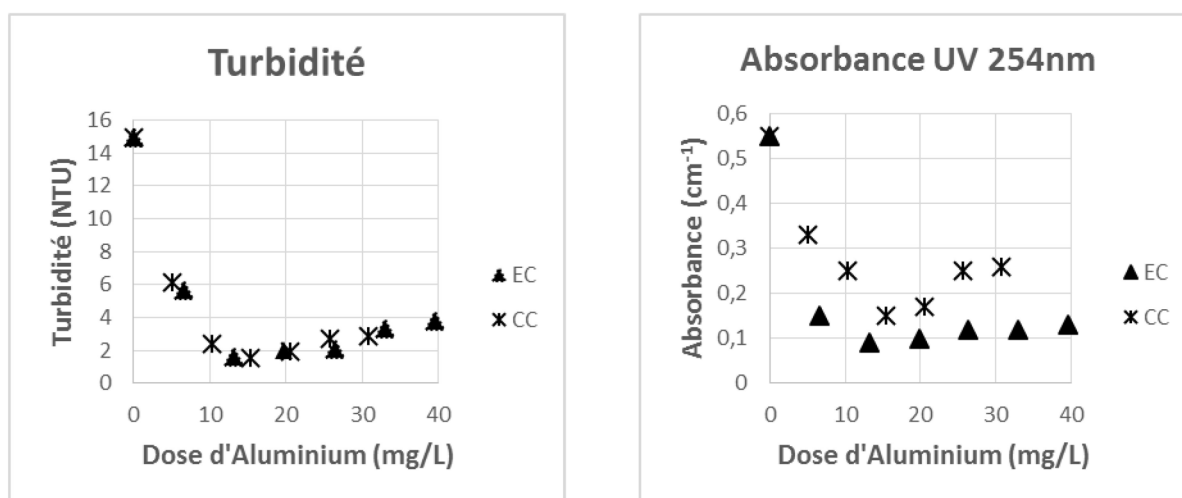 Turbidité
Turbidité (NTU)
16
14
12
10
8
6
4
2
0
0 10 20 30 40
Dose d'Aluminium (mg/L)
EC
CC
Absorbance UV 254nm
Absorbance (cm⁻¹)
0,6
0,5
0,4
0,3
0,2
0,1
0
0 10 20 30 40
Dose d'Aluminium (mg/L)
EC
CC